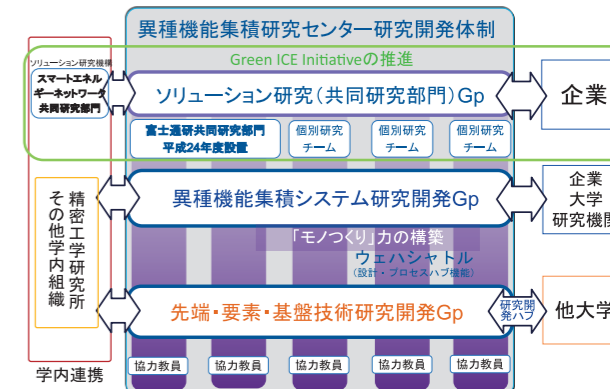 異種機能集積研究センター研究開発体制
Green ICE Initiativeの推進
ソリューション研究機構
スマートエネル
ギーネットワーク
共同研究部門
ソリューション研究（共同研究部門）Gp
企業
富士通研共同研究部門
平成24年度設置
個別研究
チーム
個別研究
チーム
個別研究
チーム
異種機能集積システム研究開発Gp
企業
大学
研究機関
精密工学研究所
その他学内組織
「モノつくり」力の構築
ウェハシャトル
（設計・プロセスハブ機能）
先端・要素・基盤技術研究開発Gp
研究開
発ハブ
他大学
協力教員
協力教員
協力教員
協力教員
協力教員
学内連携